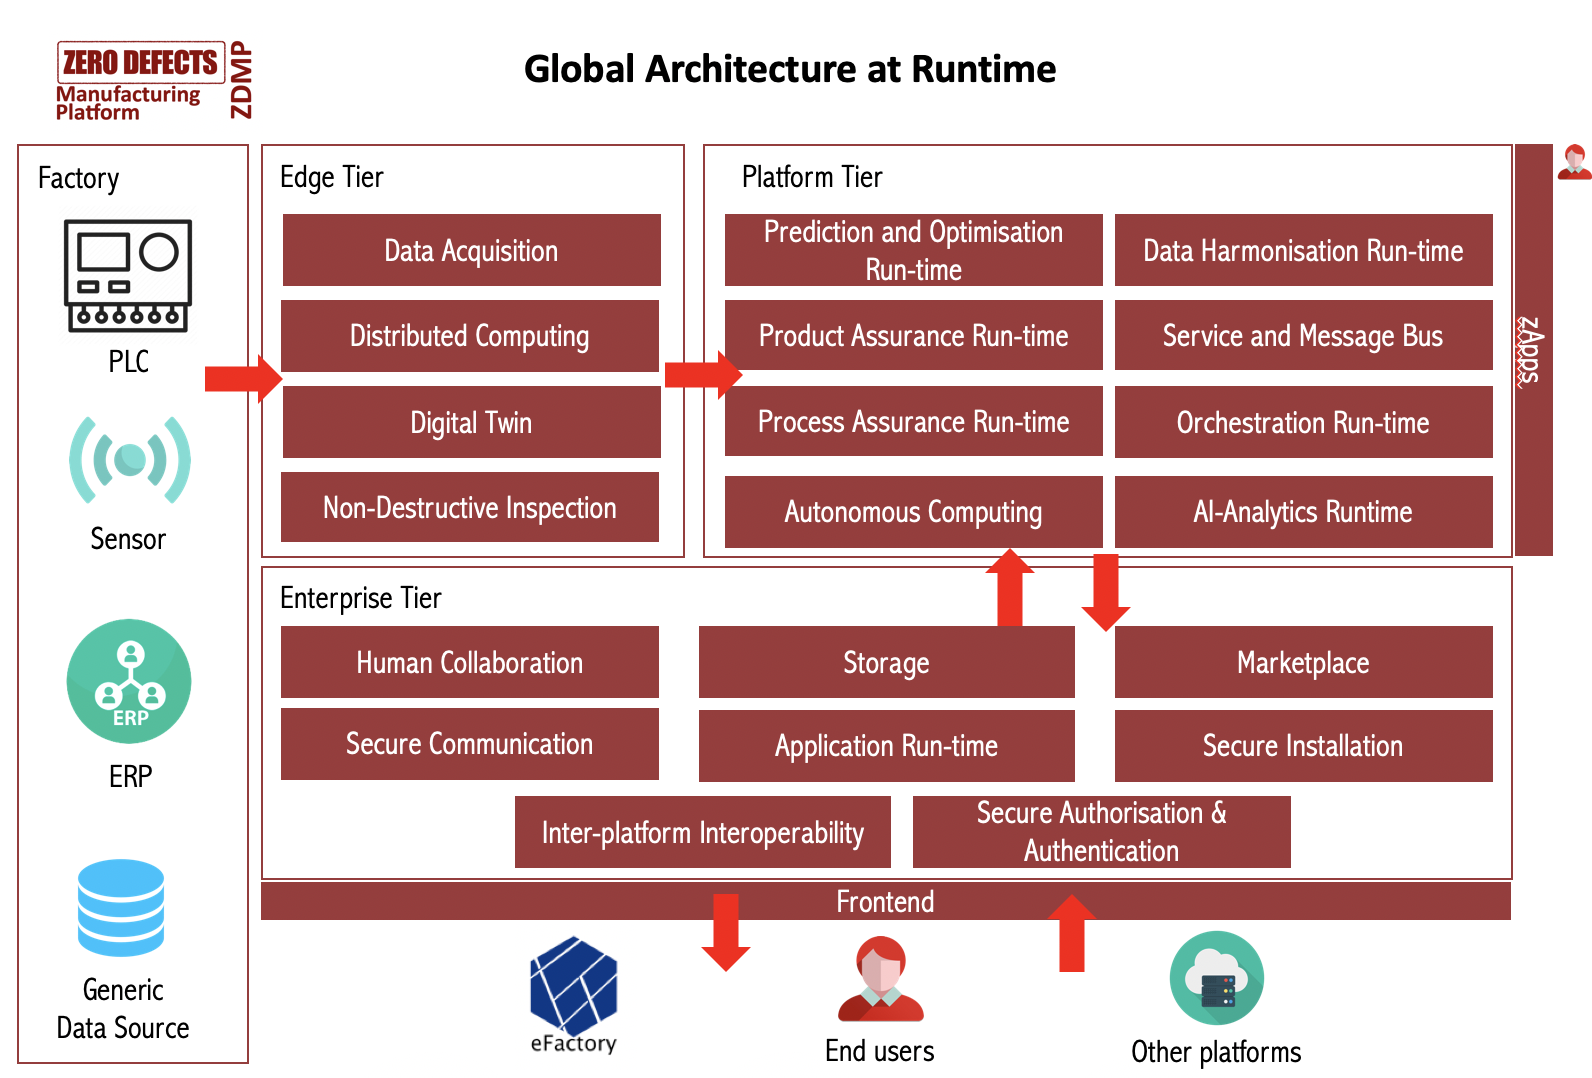 ZERO DEFECTS
Manufacturing
Platform
ZDMP
Global Architecture at Runtime
Factory
PLC
Sensor
ERP
ERP
Generic
Data Source
Edge Tier
Data Acquisition
Distributed Computing
Digital Twin
Non-Destructive Inspection
Platform Tier
Prediction and Optimisation
Run-time
Data Harmonisation Run-time
Product Assurance Run-time
Service and Message Bus
Process Assurance Run-time
Orchestration Run-time
Autonomous Computing
AI-Analytics Runtime
zApps
Enterprise Tier
Human Collaboration
Storage
Marketplace
Secure Communication
Application Run-time
Secure Installation
Inter-platform Interoperability
Secure Authorisation &
Authentication
Frontend
eFactory
End users
Other platforms